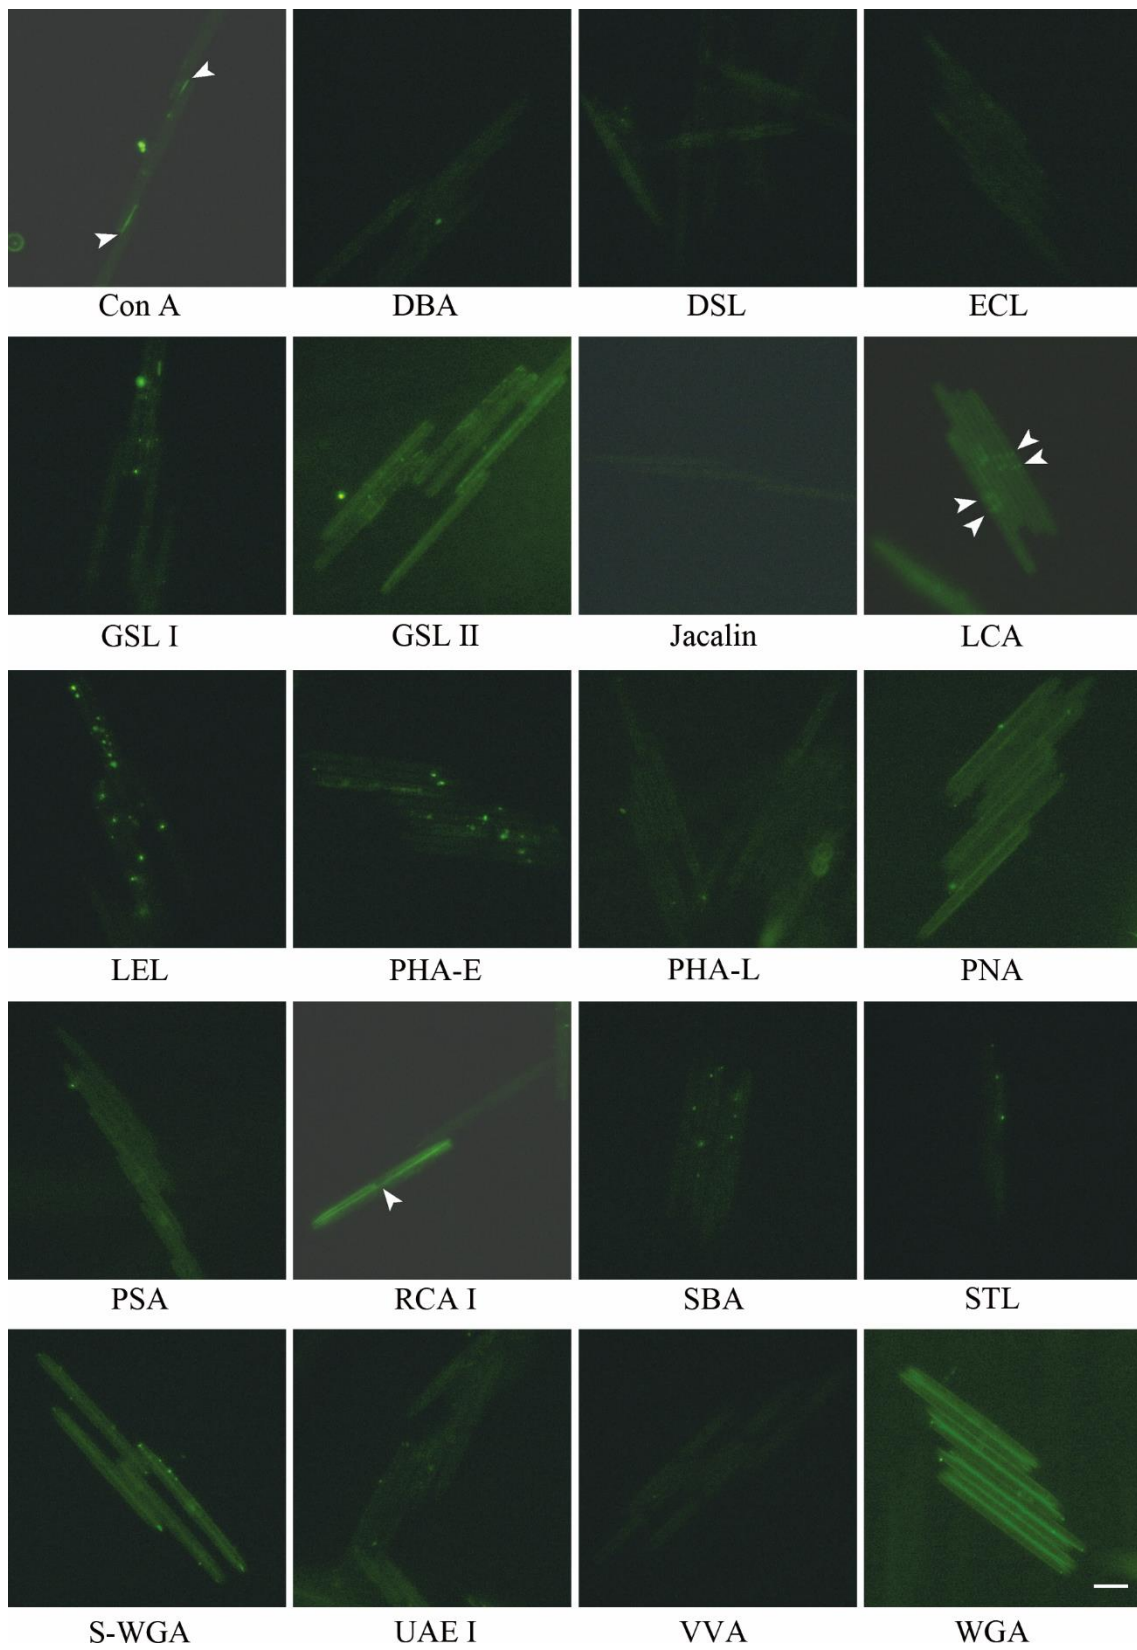 Con A DBA DSL ECL
GSL I GSL II Jacalin LCA
LEL PHA-E PHA-L PNA
PSA RCA I SBA STL
S-WGA UAE I VVA WGA